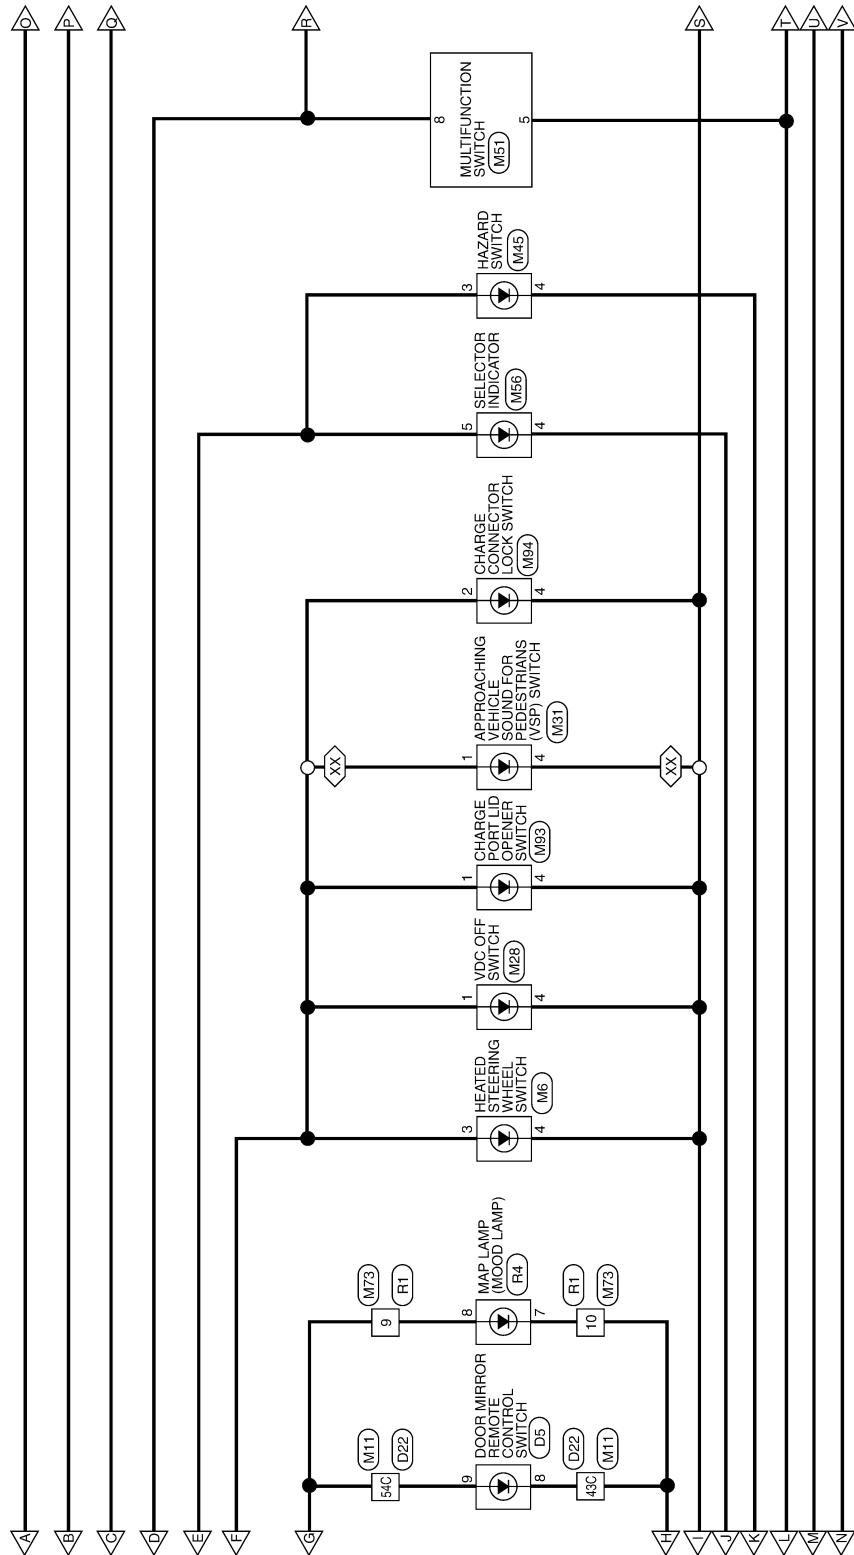 A
B
C
D
E
F
G
H
I
J
K
L
M
N
M11
D22
54C
9
DOOR MIRROR
REMOTE
CONTROL
SWITCH
D5
8
43C
D22
M11
M73
R1
9
8
MAP LAMP
(MOOD LAMP)
R4
7
10
R1
M73
3
HEATED
STEERING
WHEEL
SWITCH
M6
4
1
VDC OFF
SWITCH
M28
4
1
CHARGE
PORT LID
OPENER
SWITCH
M93
4
XX
1
APPROACHING
VEHICLE
SOUND FOR
PEDESTRIANS
(VSP) SWITCH
M31
4
XX
2
CHARGE
CONNECTOR
LOCK SWITCH
M94
4
5
SELECTOR
INDICATOR
M56
4
3
HAZARD
SWITCH
M45
4
8
MULTIFUNCTION
SWITCH
M51
5
O
P
Q
R
S
T
U
V